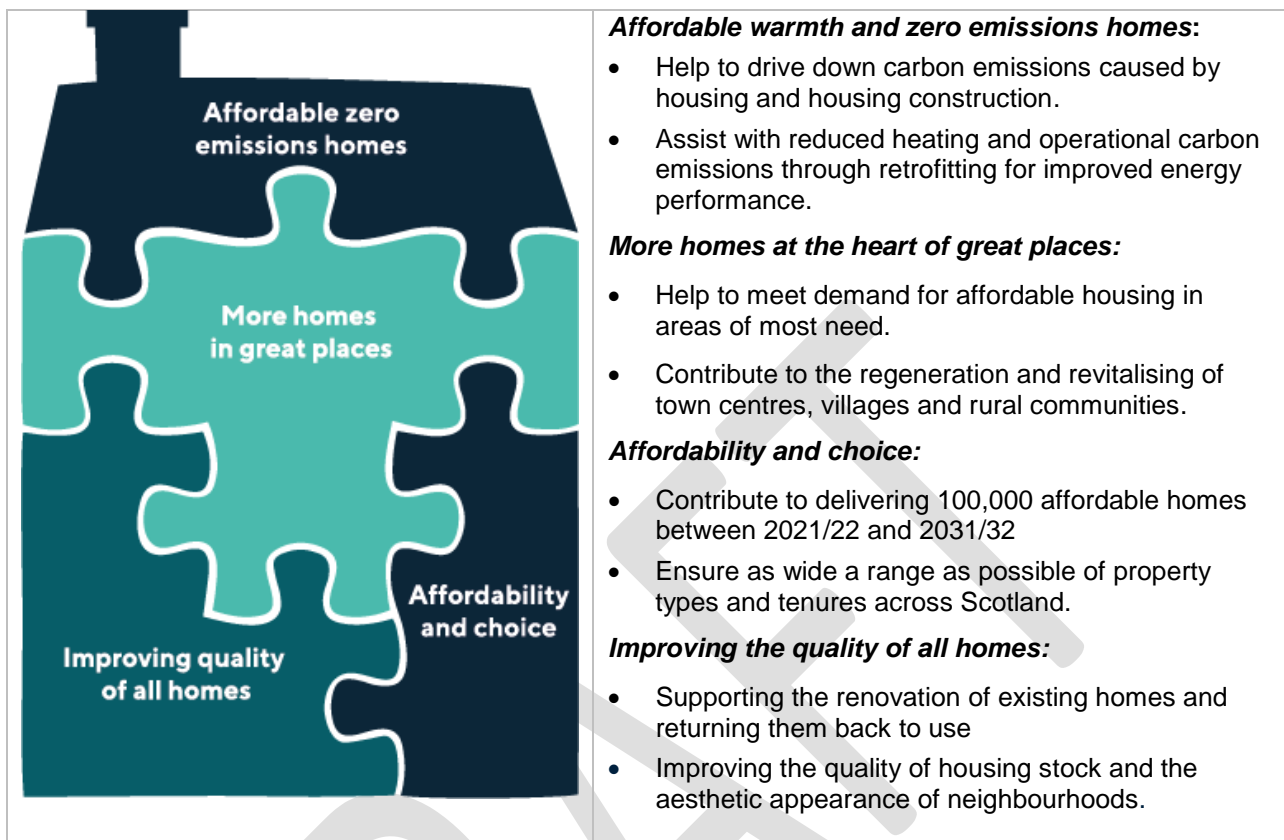 Affordable zero
emissions homes
More homes
in great places
Affordability
and choice
Improving quality
of all homes
Affordable warmth and zero emissions homes:
• Help to drive down carbon emissions caused by
housing and housing construction.
• Assist with reduced heating and operational carbon
emissions through retrofitting for improved energy
performance.
More homes at the heart of great places:
• Help to meet demand for affordable housing in
areas of most need.
• Contribute to the regeneration and revitalising of
town centres, villages and rural communities.
Affordability and choice:
• Contribute to delivering 100,000 affordable homes
between 2021/22 and 2031/32
• Ensure as wide a range as possible of property
types and tenures across Scotland.
Improving the quality of all homes:
• Supporting the renovation of existing homes and
returning them back to use
• Improving the quality of housing stock and the
aesthetic appearance of neighbourhoods.